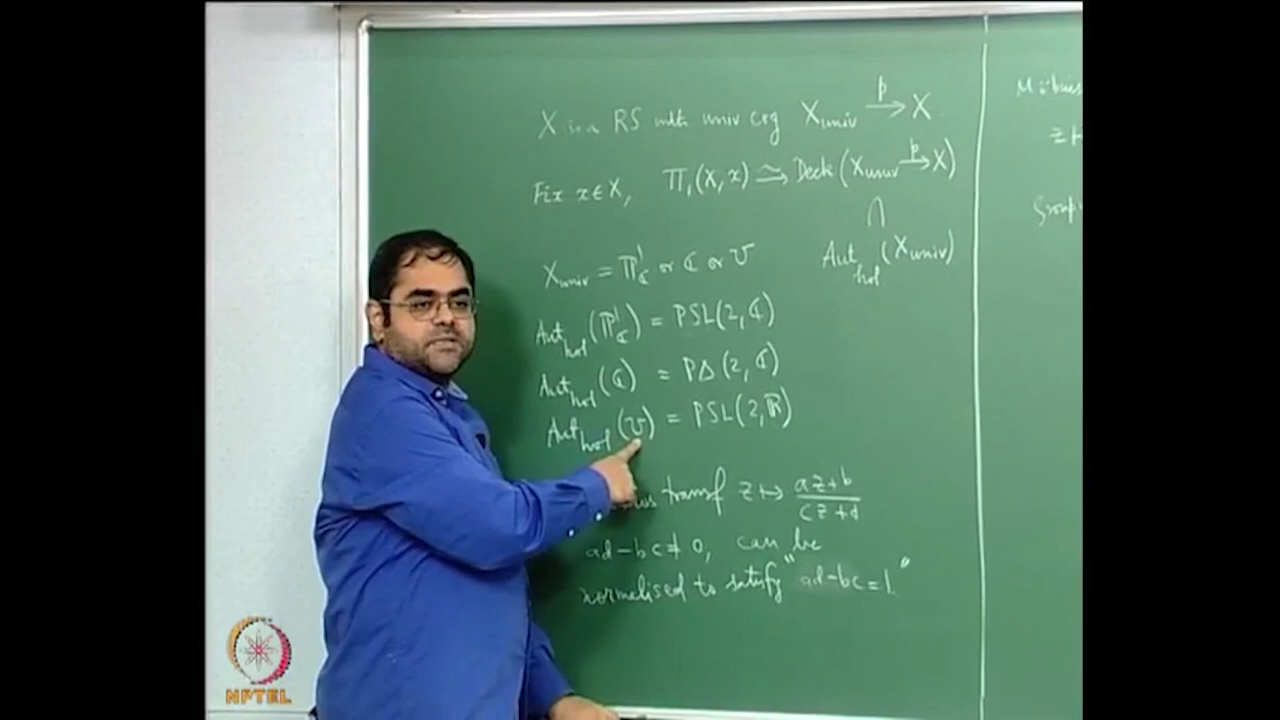 X is a RS with univ cvg X_univ —p→ X.
Fix x ∈ X, Π₁(X, x) ⥲ Deck (X_univ —p→ X)
∩
Aut_hol (X_univ)
X_univ = ℙ¹_ℂ or ℂ or U
Aut_hol (ℙ¹_ℂ) = PSL(2, ℂ)
Aut_hol (ℂ) = PΔ(2, ℂ)
Aut_hol (U) = PSL(2, ℝ)
transf z ↦ (az+b)/(cz+d)
ad-bc≠0, can be
normalised to satisfy "ad-bc=1"
Möbius
z
Group
NPTEL